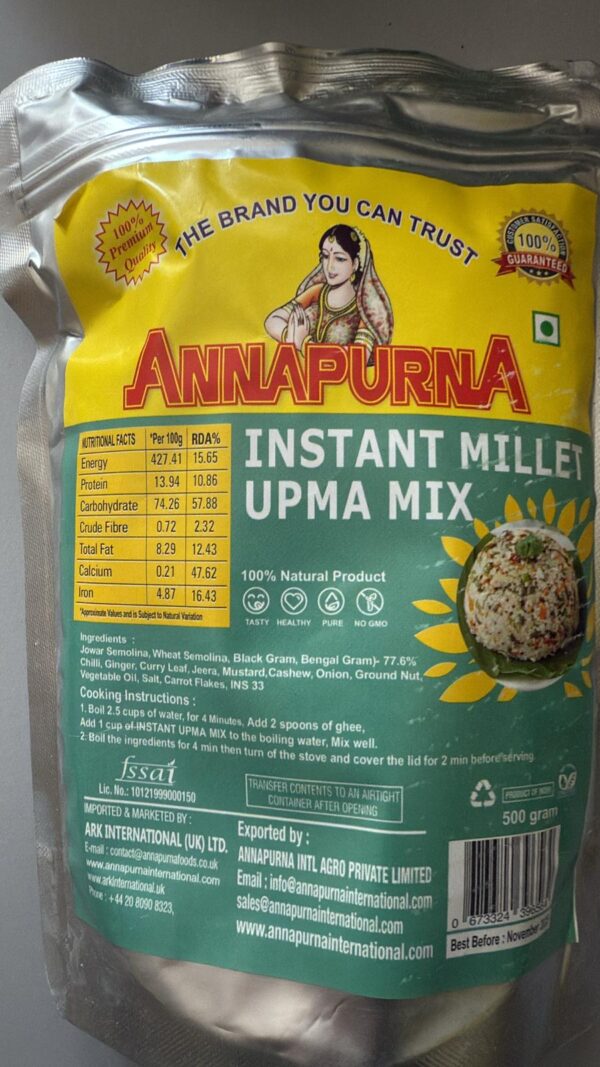 100%
Premium
Quality
THE BRAND YOU CAN TRUST
CUSTOMER SATISFACTION
100%
GUARANTEED
ANNAPURNA
INSTANT MILLET
UPMA MIX
NUTRITIONAL FACTS *Per 100g RDA%
Energy 427.41 15.65
Protein 13.94 10.86
Carbohydrate 74.26 57.88
Crude Fibre 0.72 2.32
Total Fat 8.29 12.43
Calcium 0.21 47.62
Iron 4.87 16.43
*Approximate Values and is Subject to Natural Variation
100% Natural Product
TASTY HEALTHY PURE NO GMO
Ingredients :
Jowar Semolina, Wheat Semolina, Black Gram, Bengal Gram)- 77.6%
Chilli, Ginger, Curry Leaf, Jeera, Mustard,Cashew, Onion, Ground Nut,
Vegetable Oil, Salt, Carrot Flakes, INS 33
Cooking Instructions :
1. Boil 2.5 cups of water, for 4 Minutes, Add 2 spoons of ghee,
Add 1 cup of INSTANT UPMA MIX to the boiling water, Mix well.
2. Boil the ingredients for 4 min then turn of the stove and cover the lid for 2 min before serving
fssai
Lic. No.: 10121999000150
TRANSFER CONTENTS TO AN AIRTIGHT
CONTAINER AFTER OPENING
PRODUCT OF INDIA
500 gram
IMPORTED & MARKETED BY :
ARK INTERNATIONAL (UK) LTD.
E-mail : contact@annapurnafoods.co.uk
www.annapurnainternational.com
www.arkinternational.uk
Phone : +44 20 8090 8323,
Exported by :
ANNAPURNA INTL AGRO PRIVATE LIMITED
Email : info@annapurnainternational.com
sales@annapurnainternational.com
www.annapurnainternational.com
0 673324
Best Before : November